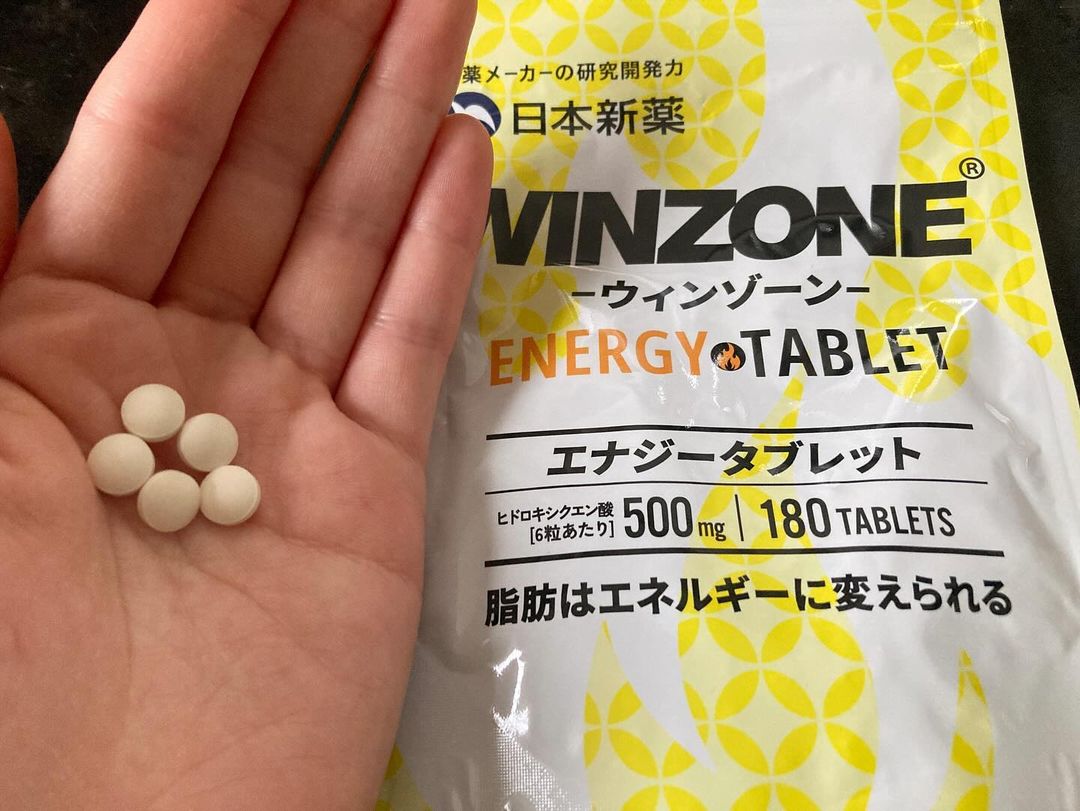 薬メーカーの研究開発力
日本新薬
WINZONE®
-ウィンゾーン-
ENERGY TABLET
エナジータブレット
ヒドロキシクエン酸
[6粒あたり] 500mg | 180 TABLETS
脂肪はエネルギーに変えられる